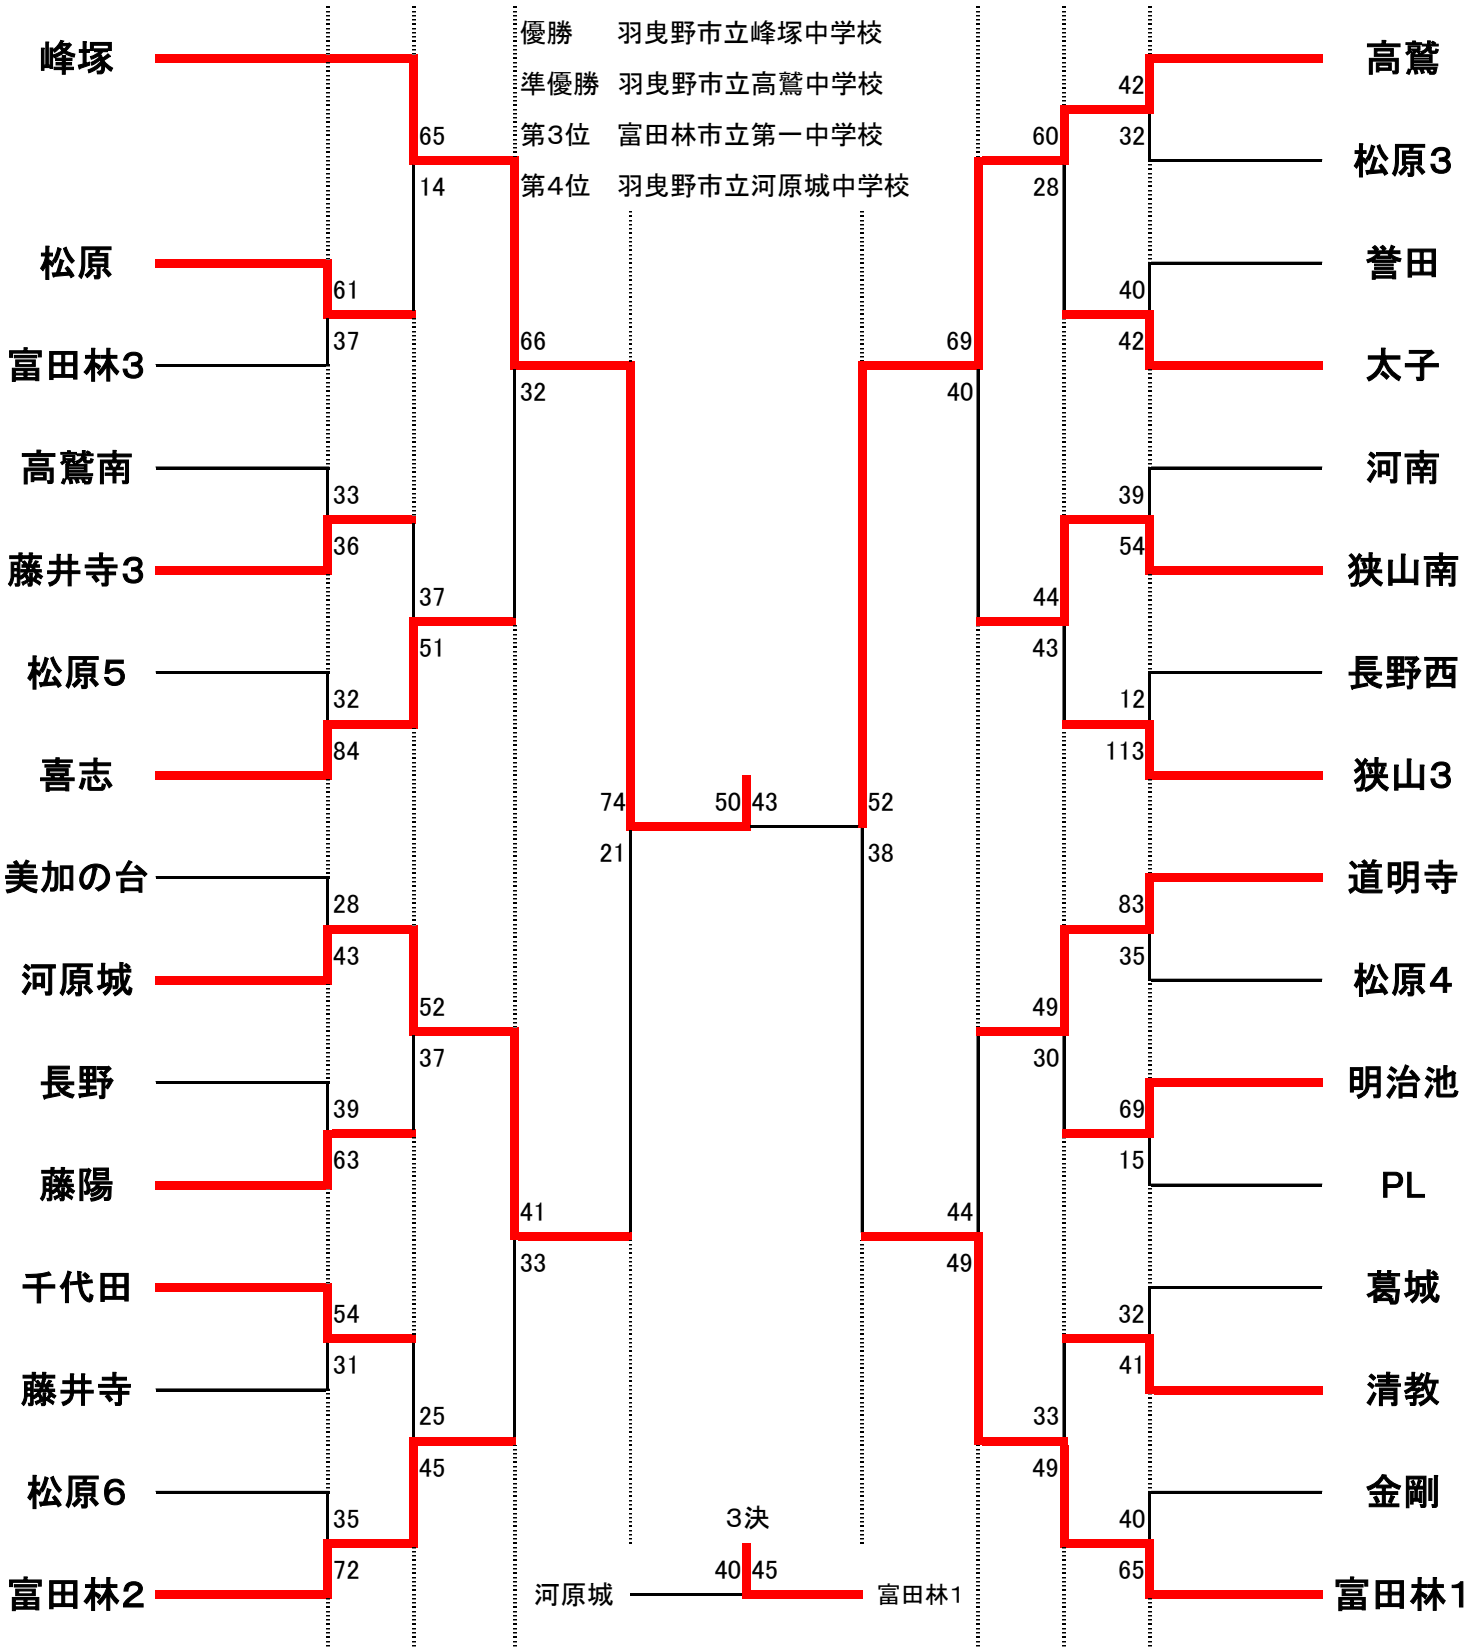 優勝 羽曳野市立峰塚中学校
準優勝 羽曳野市立高鷲中学校
第3位 富田林市立第一中学校
第4位 羽曳野市立河原城中学校
峰塚
松原
富田林3
高鷲南
藤井寺3
松原5
喜志
美加の台
河原城
長野
藤陽
千代田
藤井寺
松原6
富田林2
61
37
33
36
32
84
28
43
39
63
54
31
35
72
65
14
37
51
52
37
25
45
66
32
41
33
74
21
50 43
52
38
69
40
44
49
60
28
44
43
49
30
33
49
42
32
40
42
39
54
12
113
83
35
69
15
32
41
40
65
高鷲
松原3
誉田
太子
河南
狭山南
長野西
狭山3
道明寺
松原4
明治池
PL
葛城
清教
金剛
富田林1
3決
40 45
河原城 富田林1